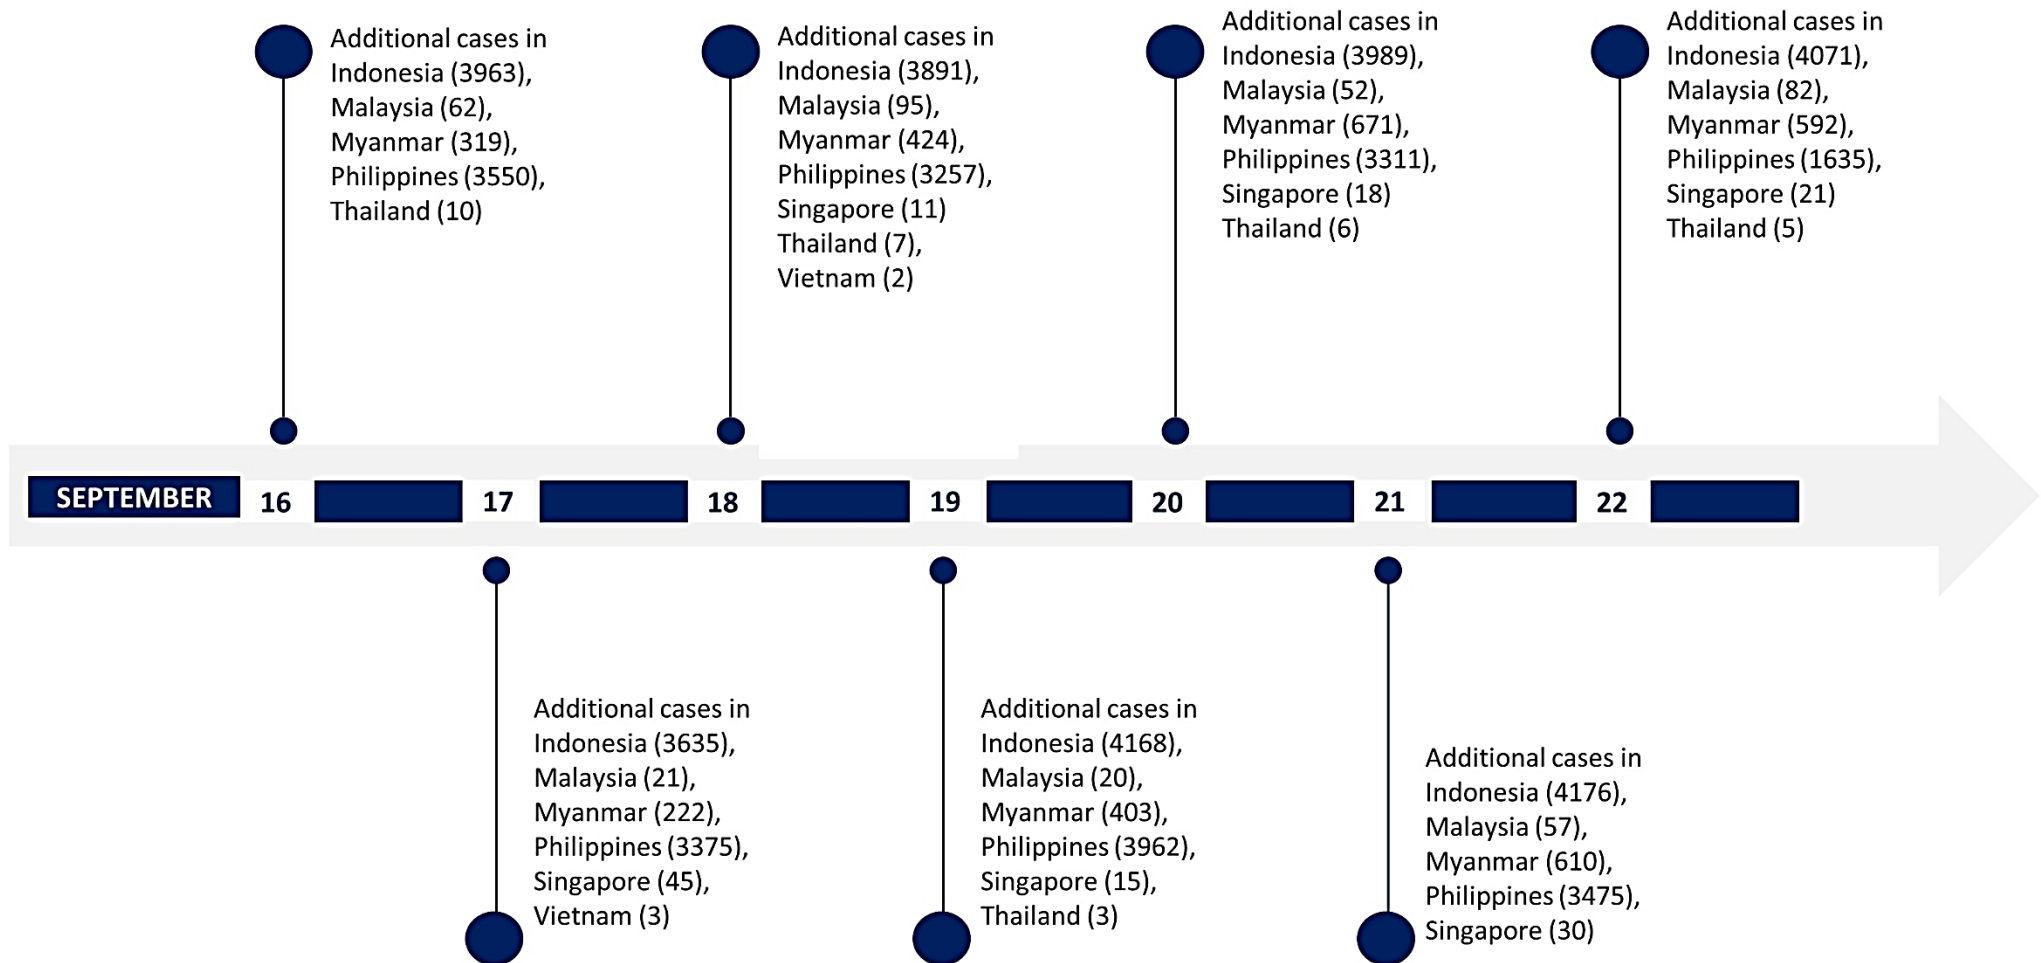 Additional cases in
Indonesia (3963),
Malaysia (62),
Myanmar (319),
Philippines (3550),
Thailand (10)
Additional cases in
Indonesia (3891),
Malaysia (95),
Myanmar (424),
Philippines (3257),
Singapore (11)
Thailand (7),
Vietnam (2)
Additional cases in
Indonesia (3989),
Malaysia (52),
Myanmar (671),
Philippines (3311),
Singapore (18)
Thailand (6)
Additional cases in
Indonesia (4071),
Malaysia (82),
Myanmar (592),
Philippines (1635),
Singapore (21)
Thailand (5)
SEPTEMBER 16 17 18 19 20 21 22
Additional cases in
Indonesia (3635),
Malaysia (21),
Myanmar (222),
Philippines (3375),
Singapore (45),
Vietnam (3)
Additional cases in
Indonesia (4168),
Malaysia (20),
Myanmar (403),
Philippines (3962),
Singapore (15),
Thailand (3)
Additional cases in
Indonesia (4176),
Malaysia (57),
Myanmar (610),
Philippines (3475),
Singapore (30)